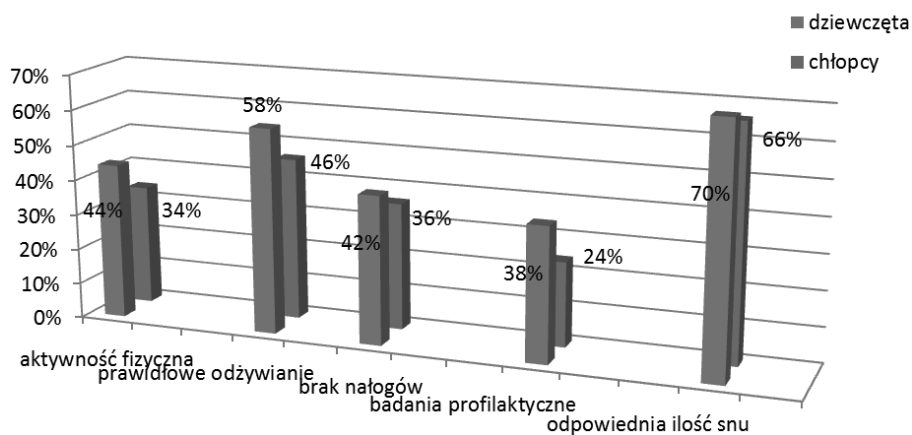 dziewczęta
chłopcy
70%
60%
50%
40%
30%
20%
10%
0%
44%
34%
58%
46%
42%
36%
38%
24%
70%
66%
aktywność fizyczna
prawidłowe odżywianie
brak nałogów
badania profilaktyczne
odpowiednia ilość snu